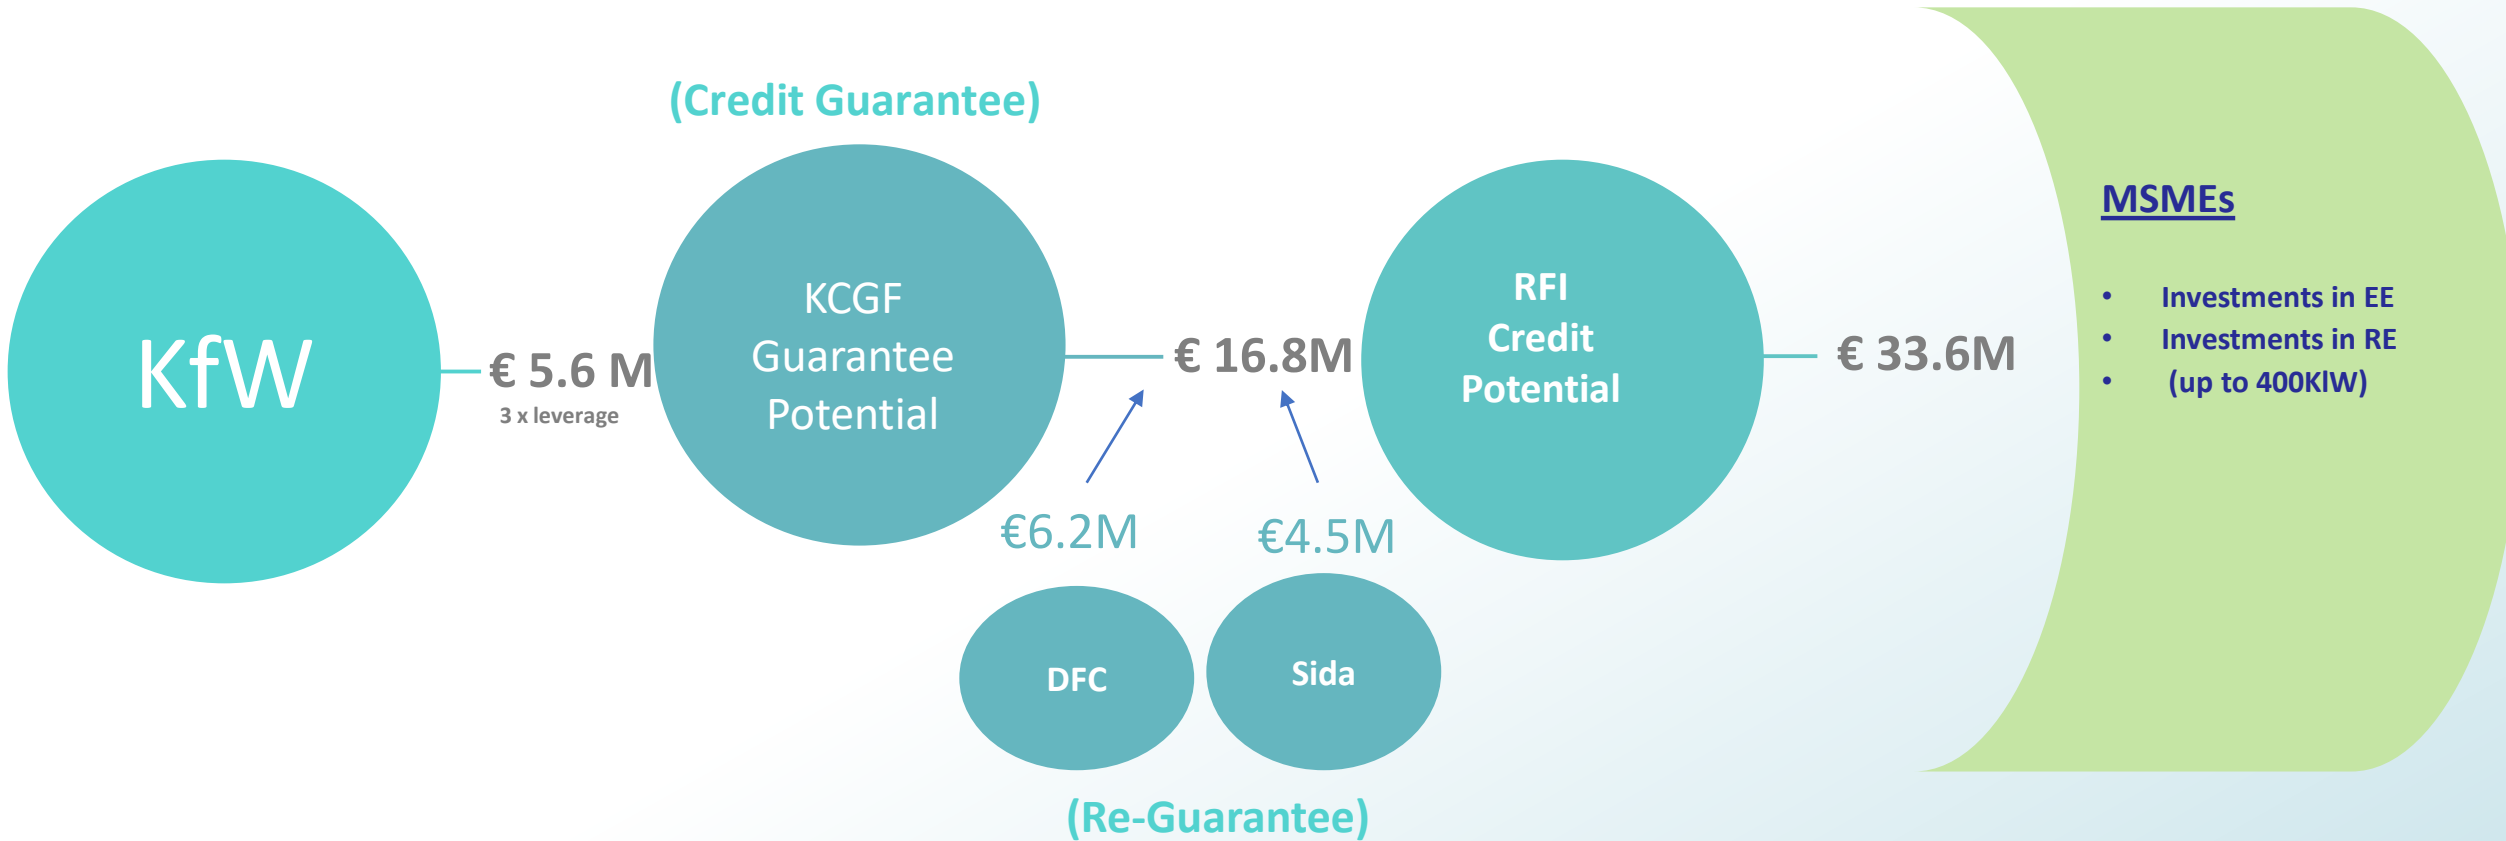 (Credit Guarantee)
KfW
€ 5.6 M
3 x leverage
KCGF
Guarantee
Potential
€ 16.8M
€6.2M
€4.5M
DFC
Sida
(Re-Guarantee)
RFI
Credit
Potential
€ 33.6M
MSMEs
• Investments in EE
• Investments in RE
• (up to 400KlW)